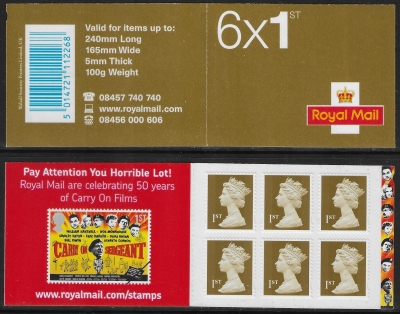 Valid for items up to:
240mm Long
165mm Wide
5mm Thick
100g Weight
08457 740 740
www.royalmail.com
08456 000 606
5 014721 112268
6x1ST
Royal Mail
Pay Attention You Horrible Lot!
Royal Mail are celebrating 50 years
of Carry On Films
1ST
CARRY ON
SERGEANT
www.royalmail.com/stamps
1ST
1ST
1ST
1ST
1ST
1ST